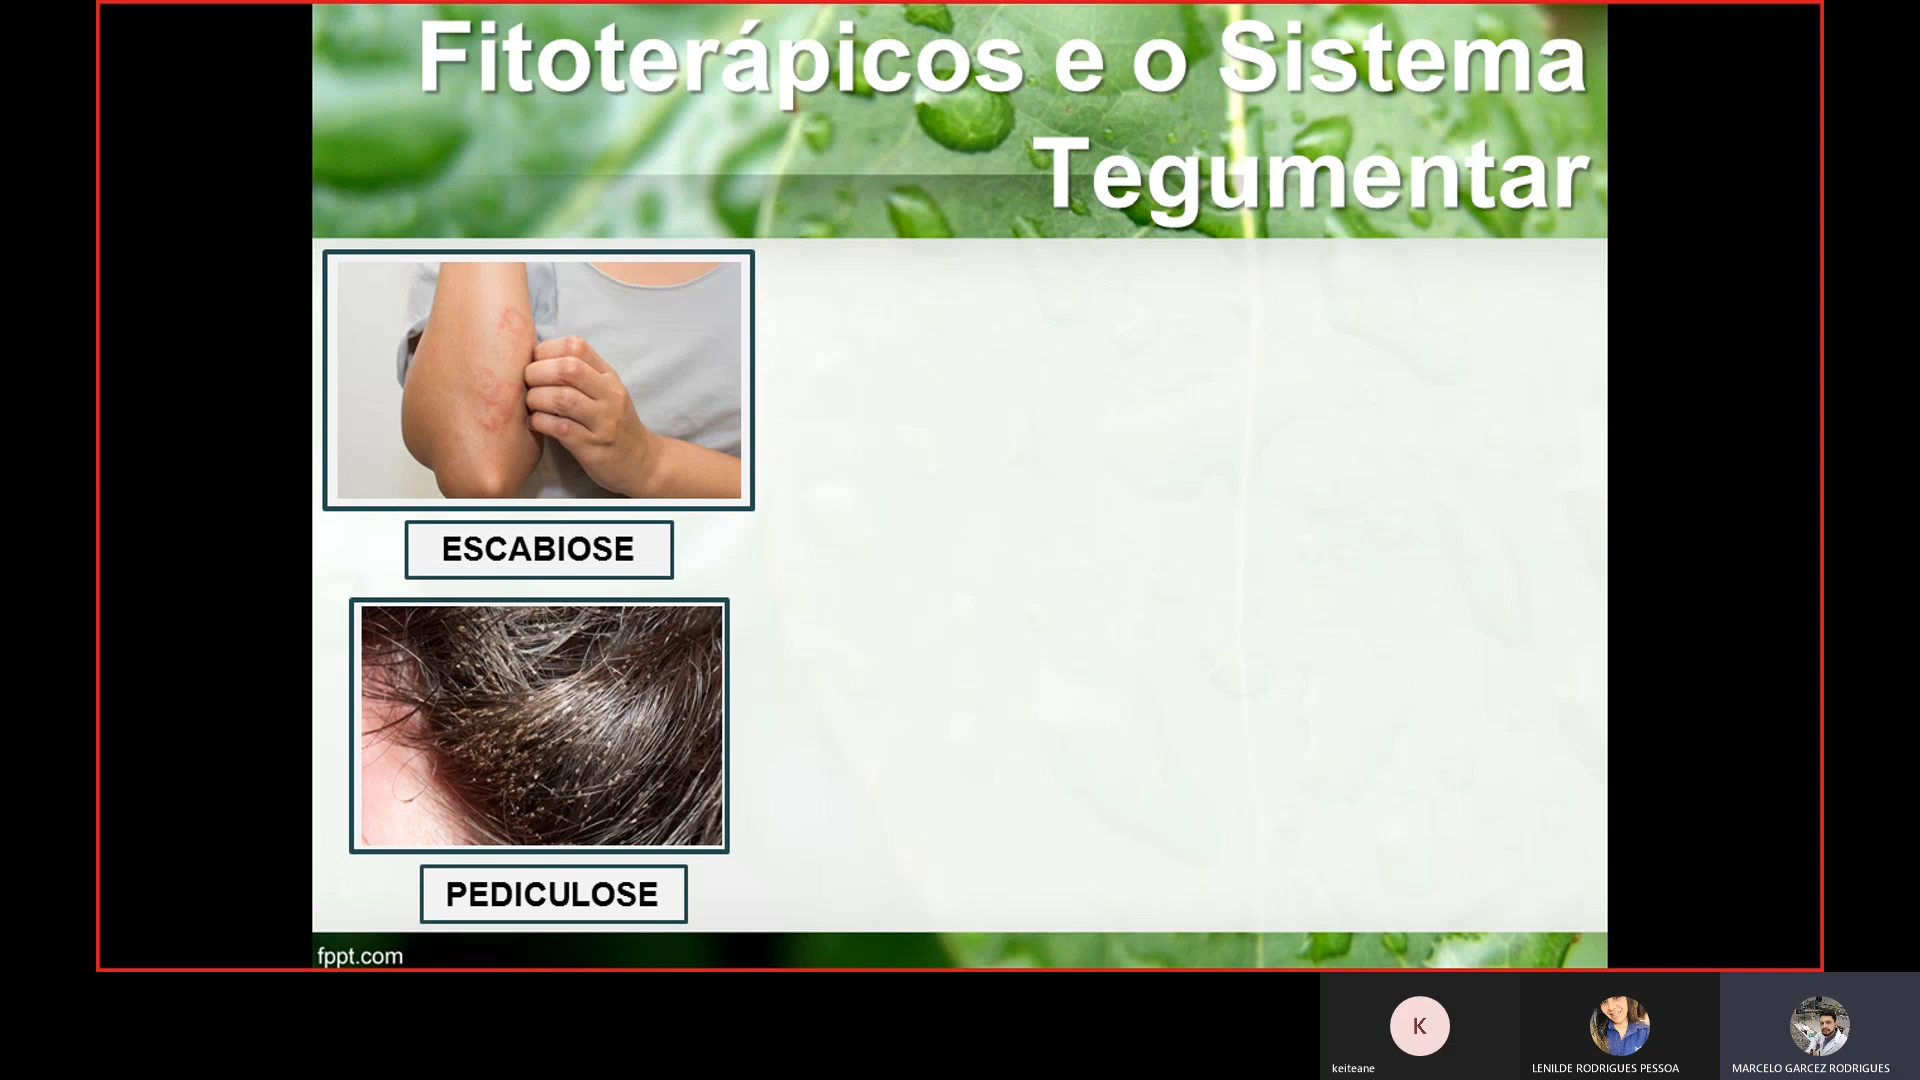 Fitoterápicos e o Sistema
Tegumentar
ESCABIOSE
PEDICULOSE
fppt.com
K
keiteane
LENILDE RODRIGUES PESSOA
MARCELO GARCEZ RODRIGUES